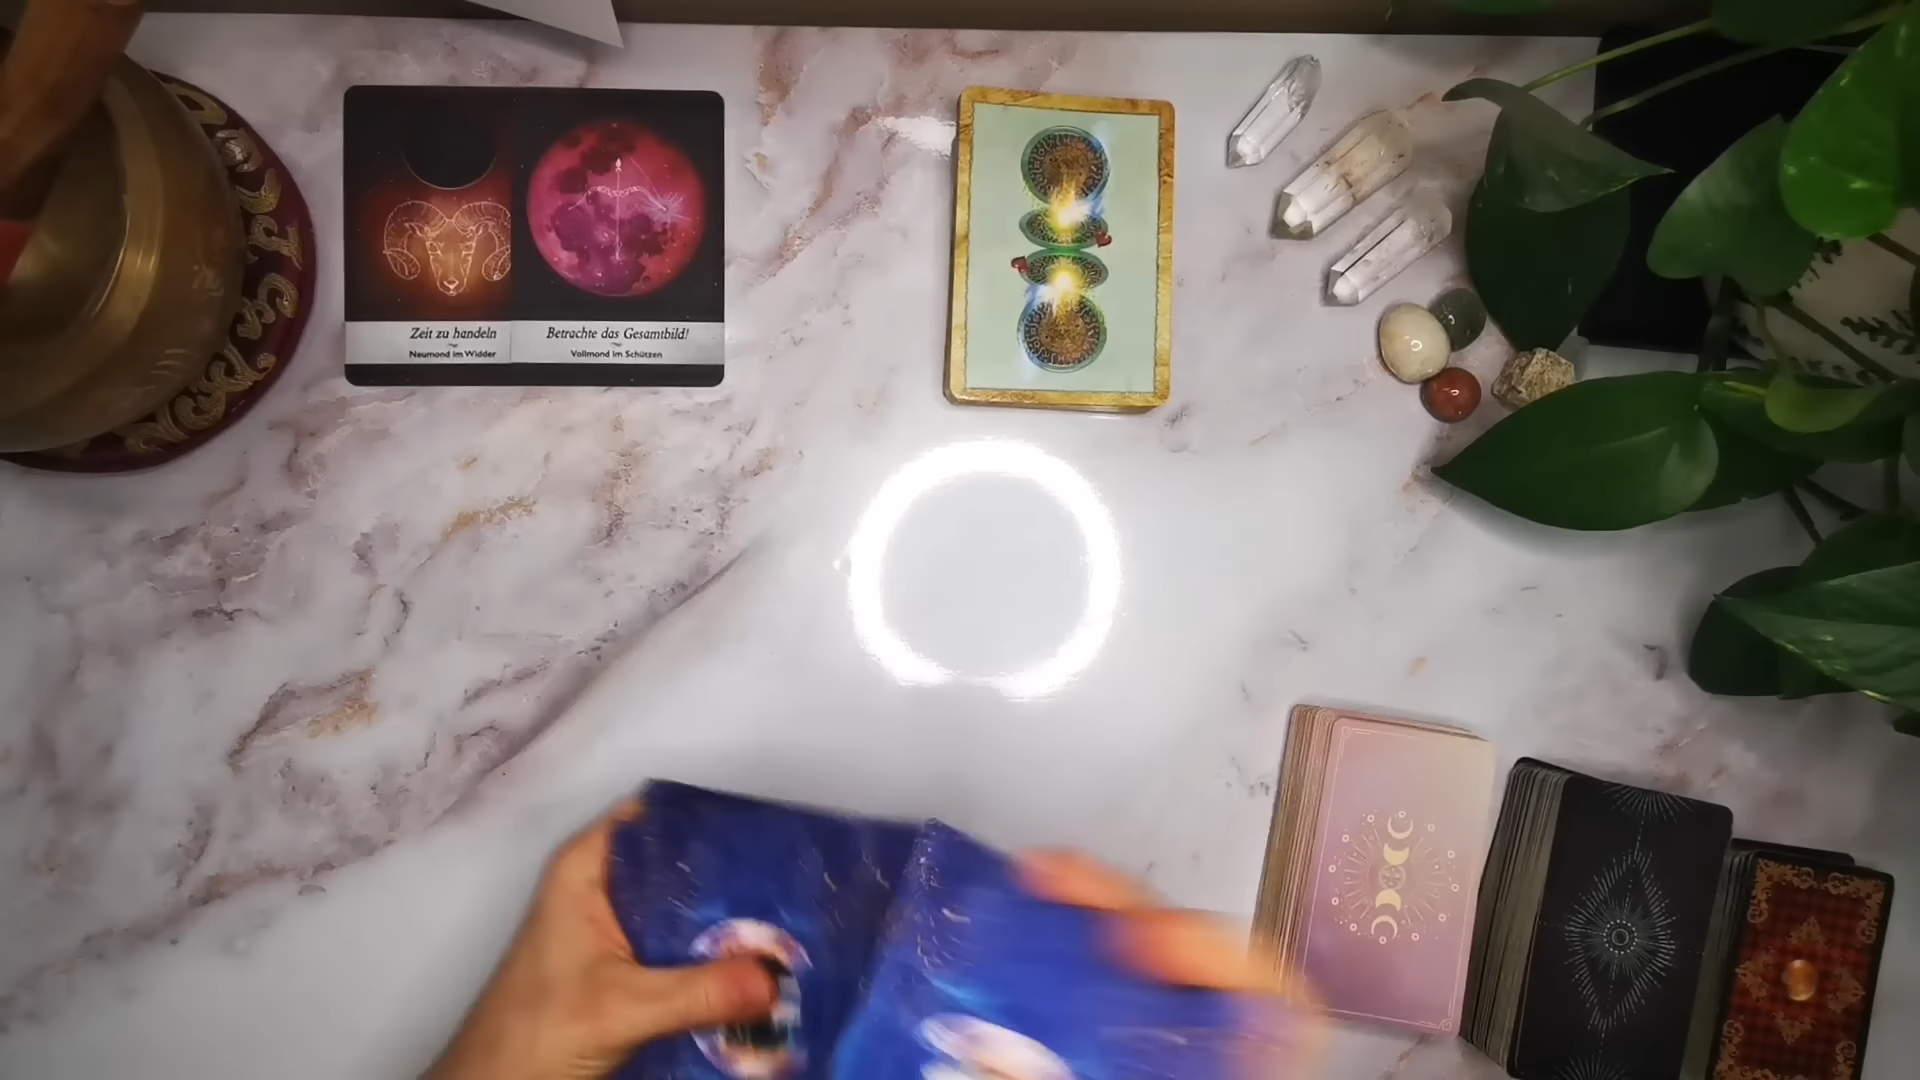 Zeit zu handeln
Neumond im Widder
Betrachte das Gesamtbild!
Vollmond im Schützen